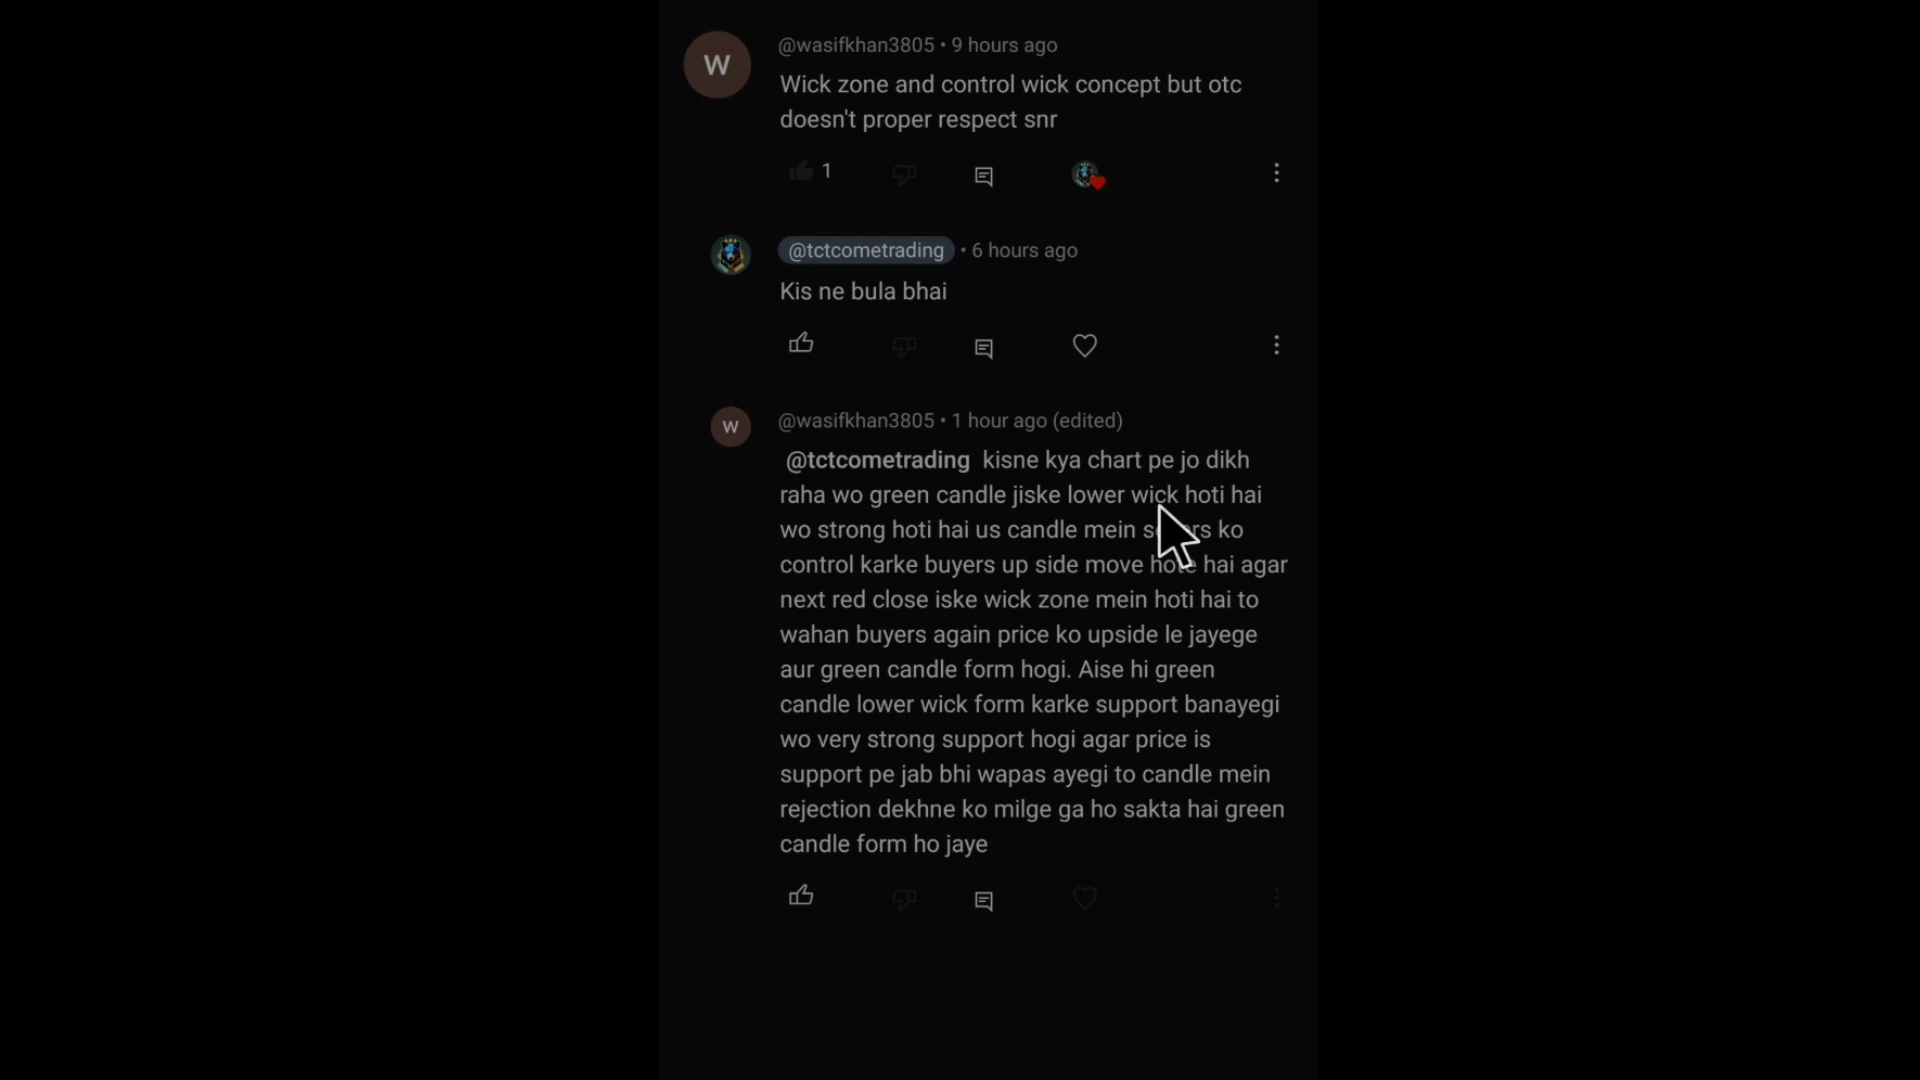 W
@wasifkhan3805 • 9 hours ago
Wick zone and control wick concept but otc
doesn't proper respect snr
1
@tctcometrading • 6 hours ago
Kis ne bula bhai
W
@wasifkhan3805 • 1 hour ago (edited)
@tctcometrading kisne kya chart pe jo dikh
raha wo green candle jiske lower wick hoti hai
wo strong hoti hai us candle mein ko
control karke buyers up side move hote hai agar
next red close iske wick zone mein hoti hai to
wahan buyers again price ko upside le jayege
aur green candle form hogi. Aise hi green
candle lower wick form karke support banayegi
wo very strong support hogi agar price is
support pe jab bhi wapas ayegi to candle mein
rejection dekhne ko milge ga ho sakta hai green
candle form ho jaye